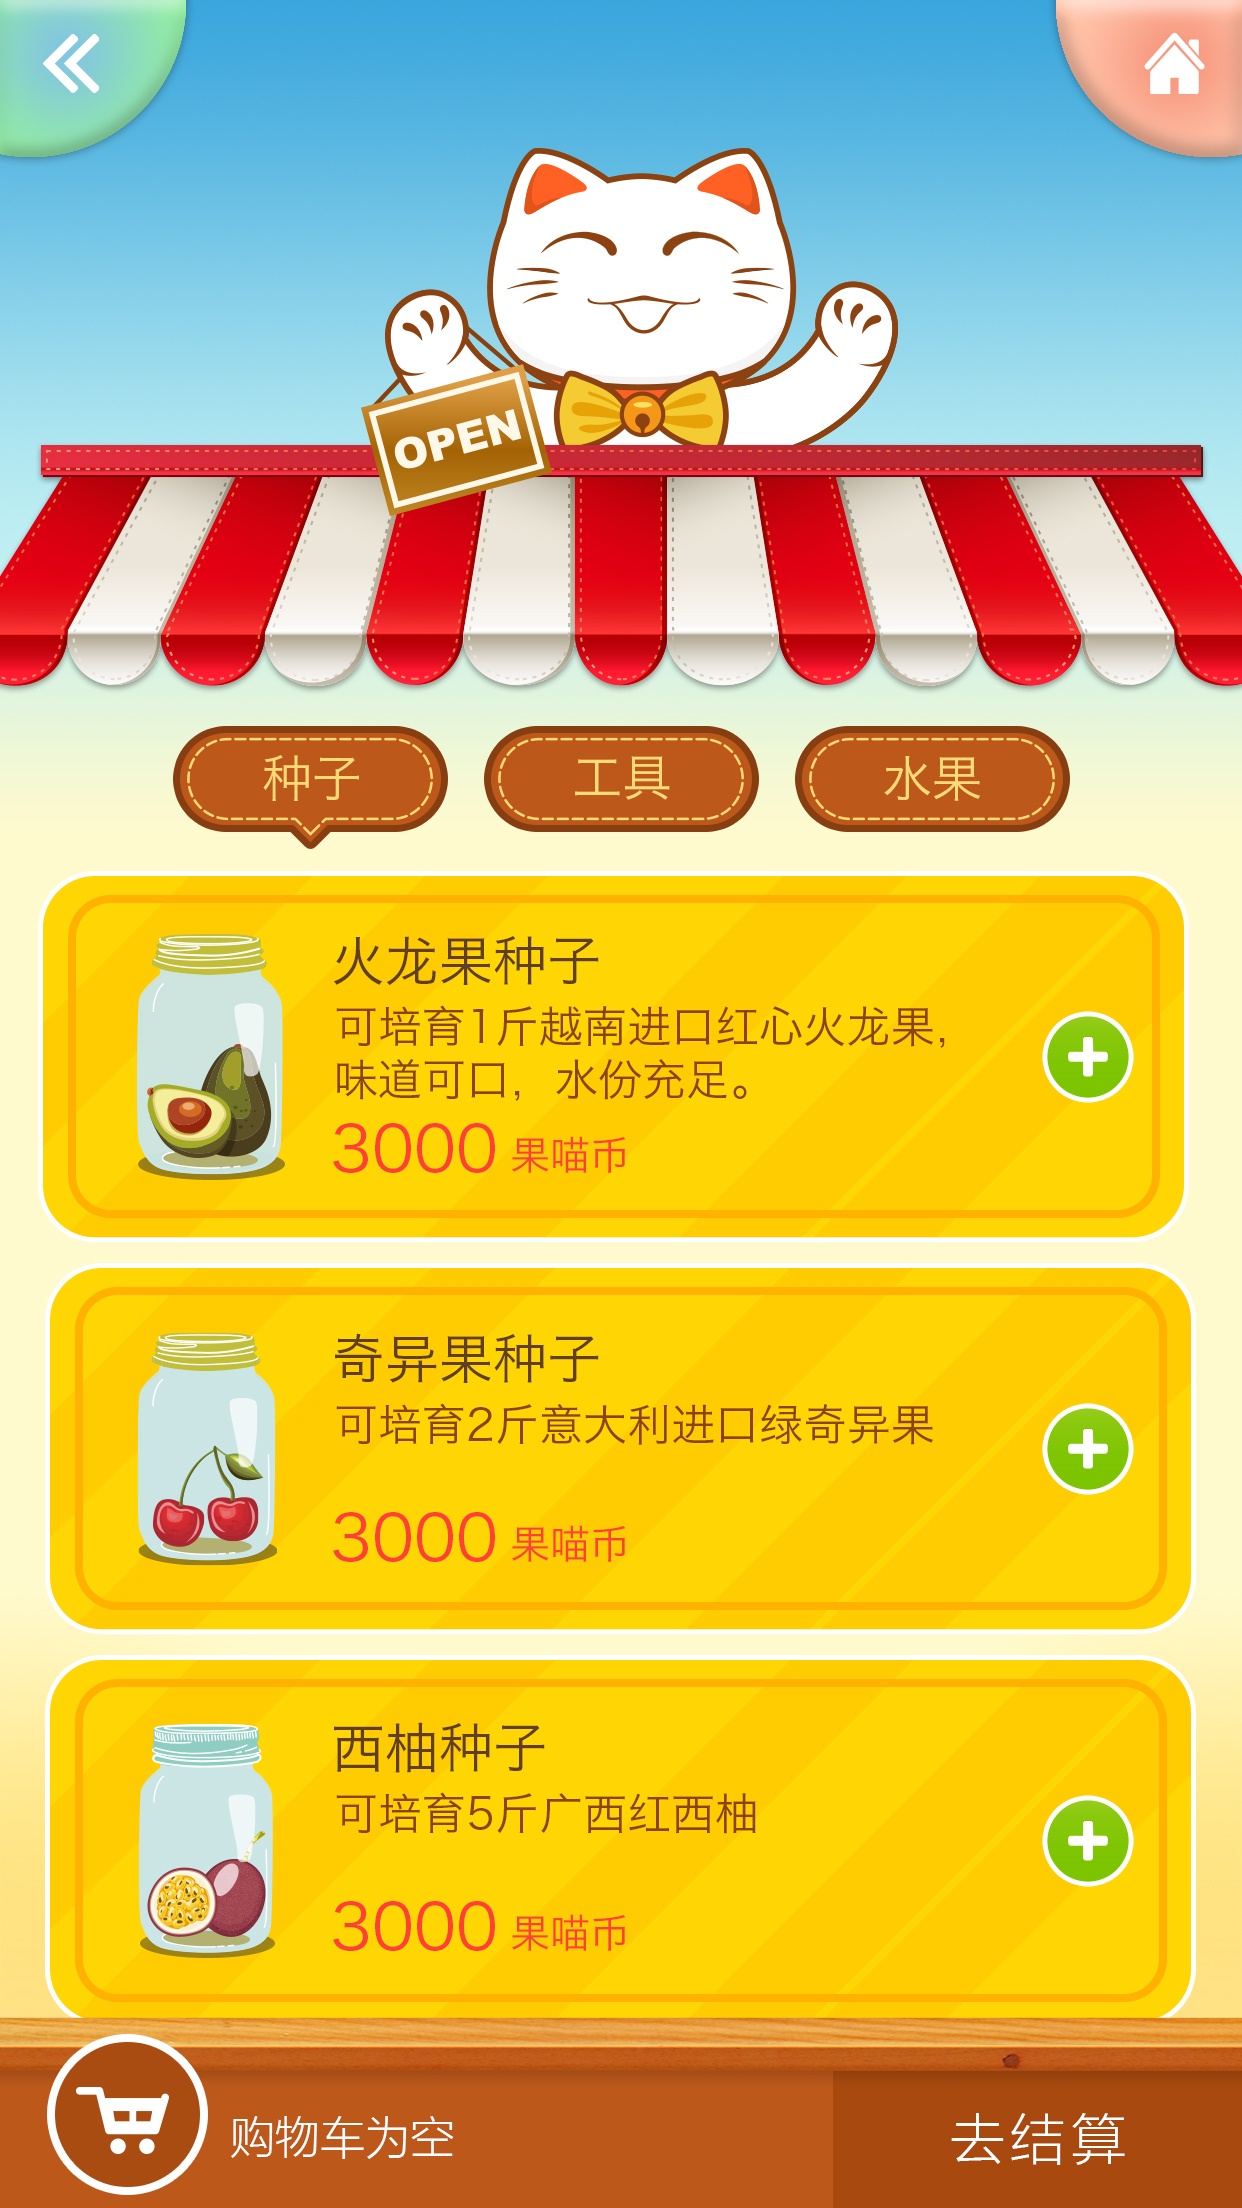 OPEN
种子
工具
水果
火龙果种子
可培育1斤越南进口红心火龙果,
味道可口，水份充足。
3000 果喵币
奇异果种子
可培育2斤意大利进口绿奇异果
3000 果喵币
西柚种子
可培育5斤广西红西柚
3000 果喵币
购物车为空
去结算